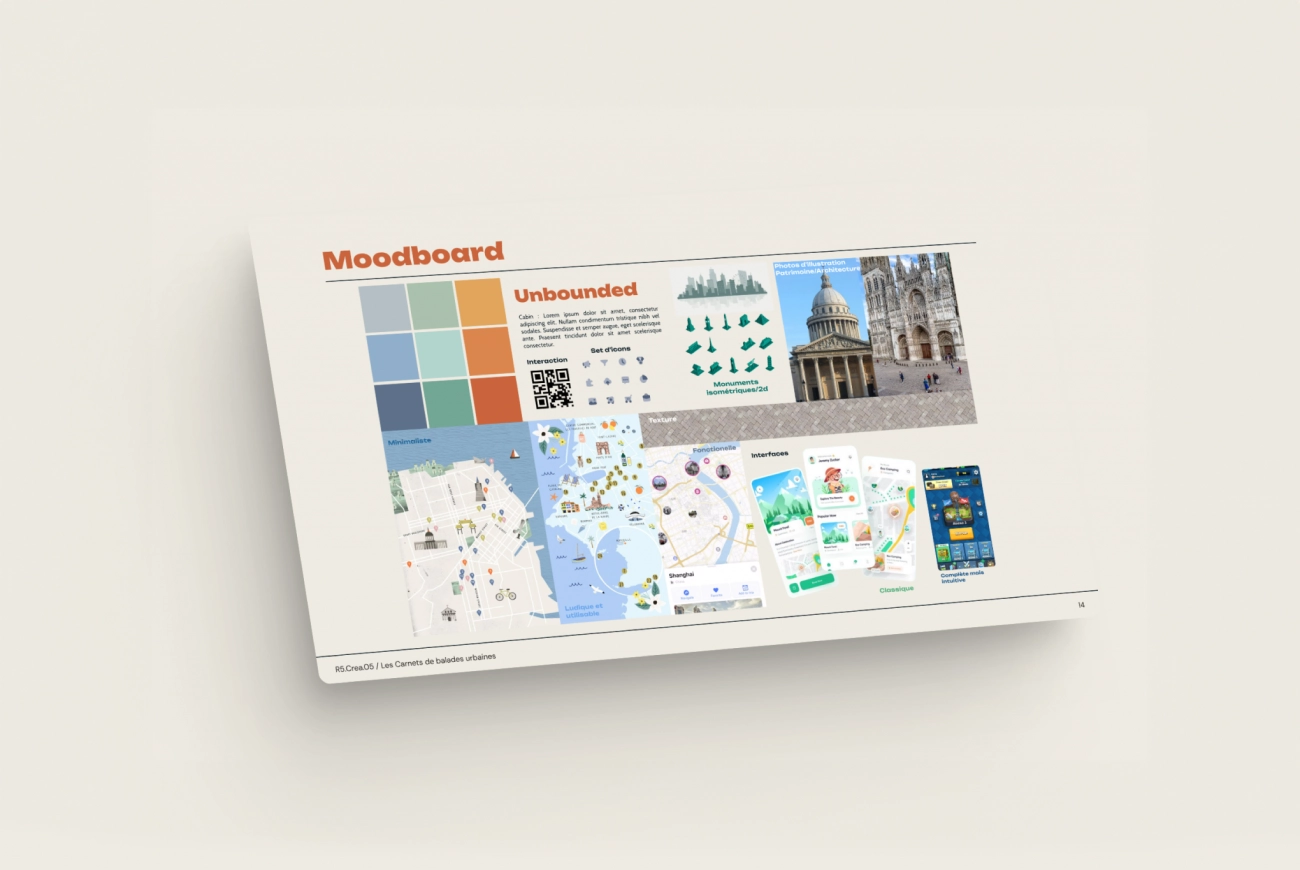 Moodboard
Unbounded
Cabin : Lorem ipsum dolor sit amet, consectetur
adipiscing elit. Nullam condimentum tristique nibh vel
sodales. Suspendisse et semper augue, eget scelerisque
ante. Praesent tincidunt dolor sit amet scelerisque
consectetur.
Interaction
Set d'icons
Monuments
isométriques/2d
Photos d'illustration
Patrimoine/Architecture
Minimaliste
Ludique et
utilisable
Texture
Fonctionelle
Shanghai
Interfaces
Classique
Complète mais
intuitive
R5.Crea.05 / Les Carnets de balades urbaines
14